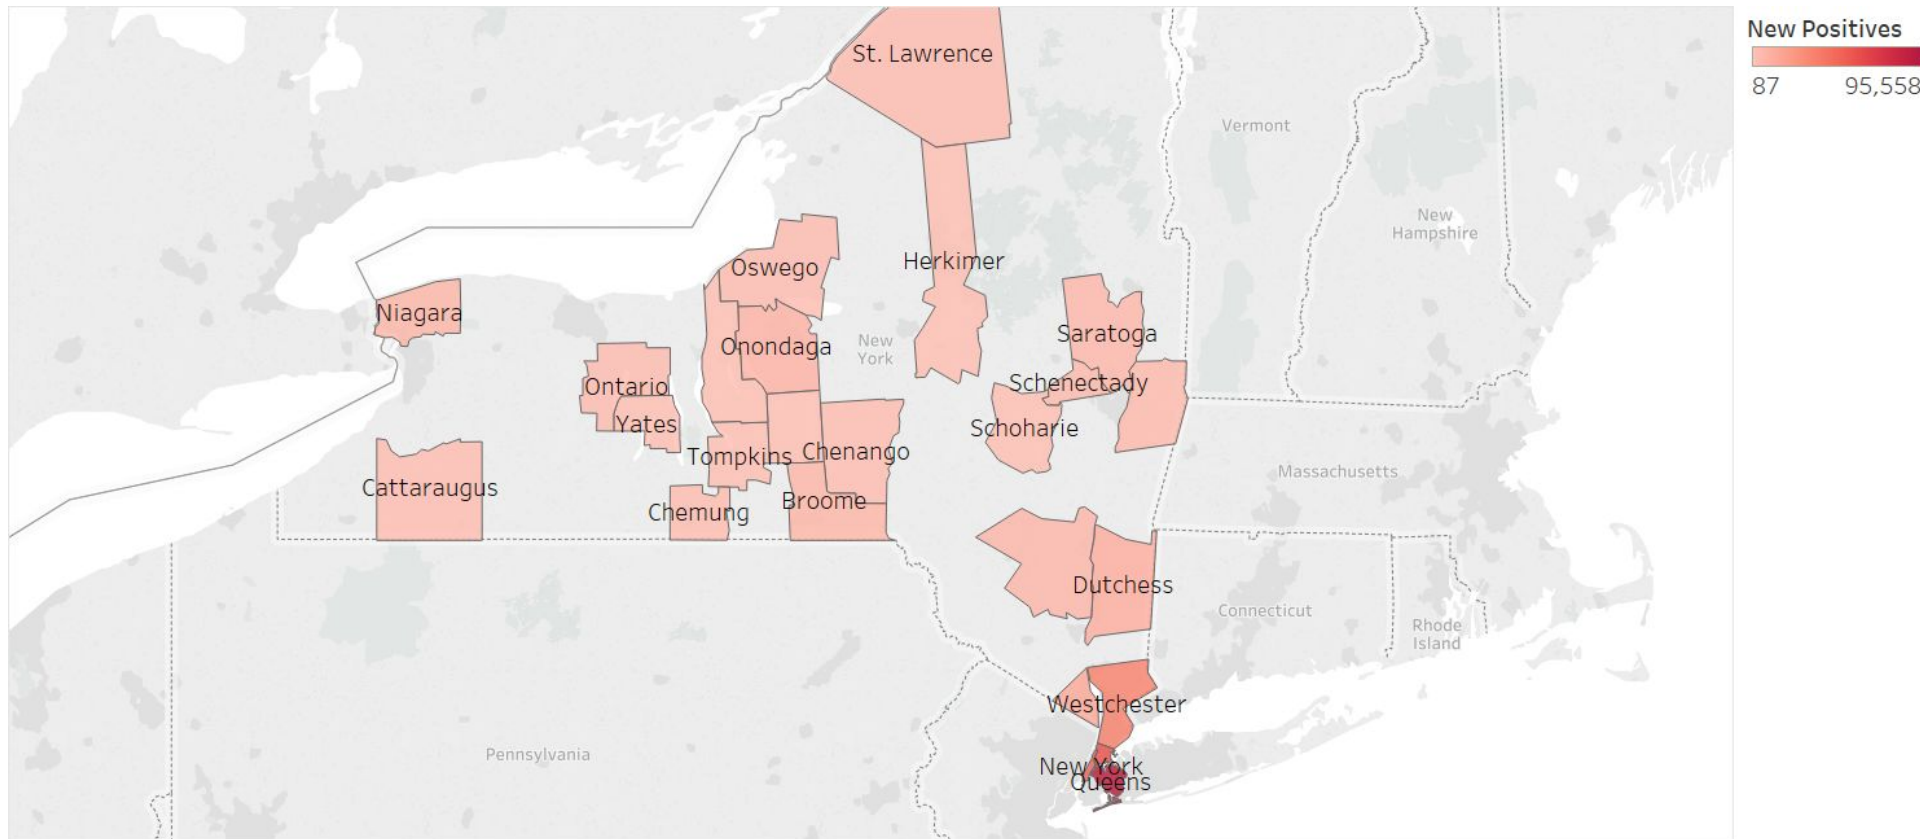 New Positives
87 95,558
St. Lawrence
Vermont
New
Hampshire
Herkimer
Oswego
Niagara
Onondaga
New
York
Saratoga
Ontario
Schenectady
Yates
Schoharie
Tompkins
Chenango
Massachusetts
Cattaraugus
Broome
Chemung
Dutchess
Connecticut
Rhode
Island
Westchester
Pennsylvania
New York
Queens